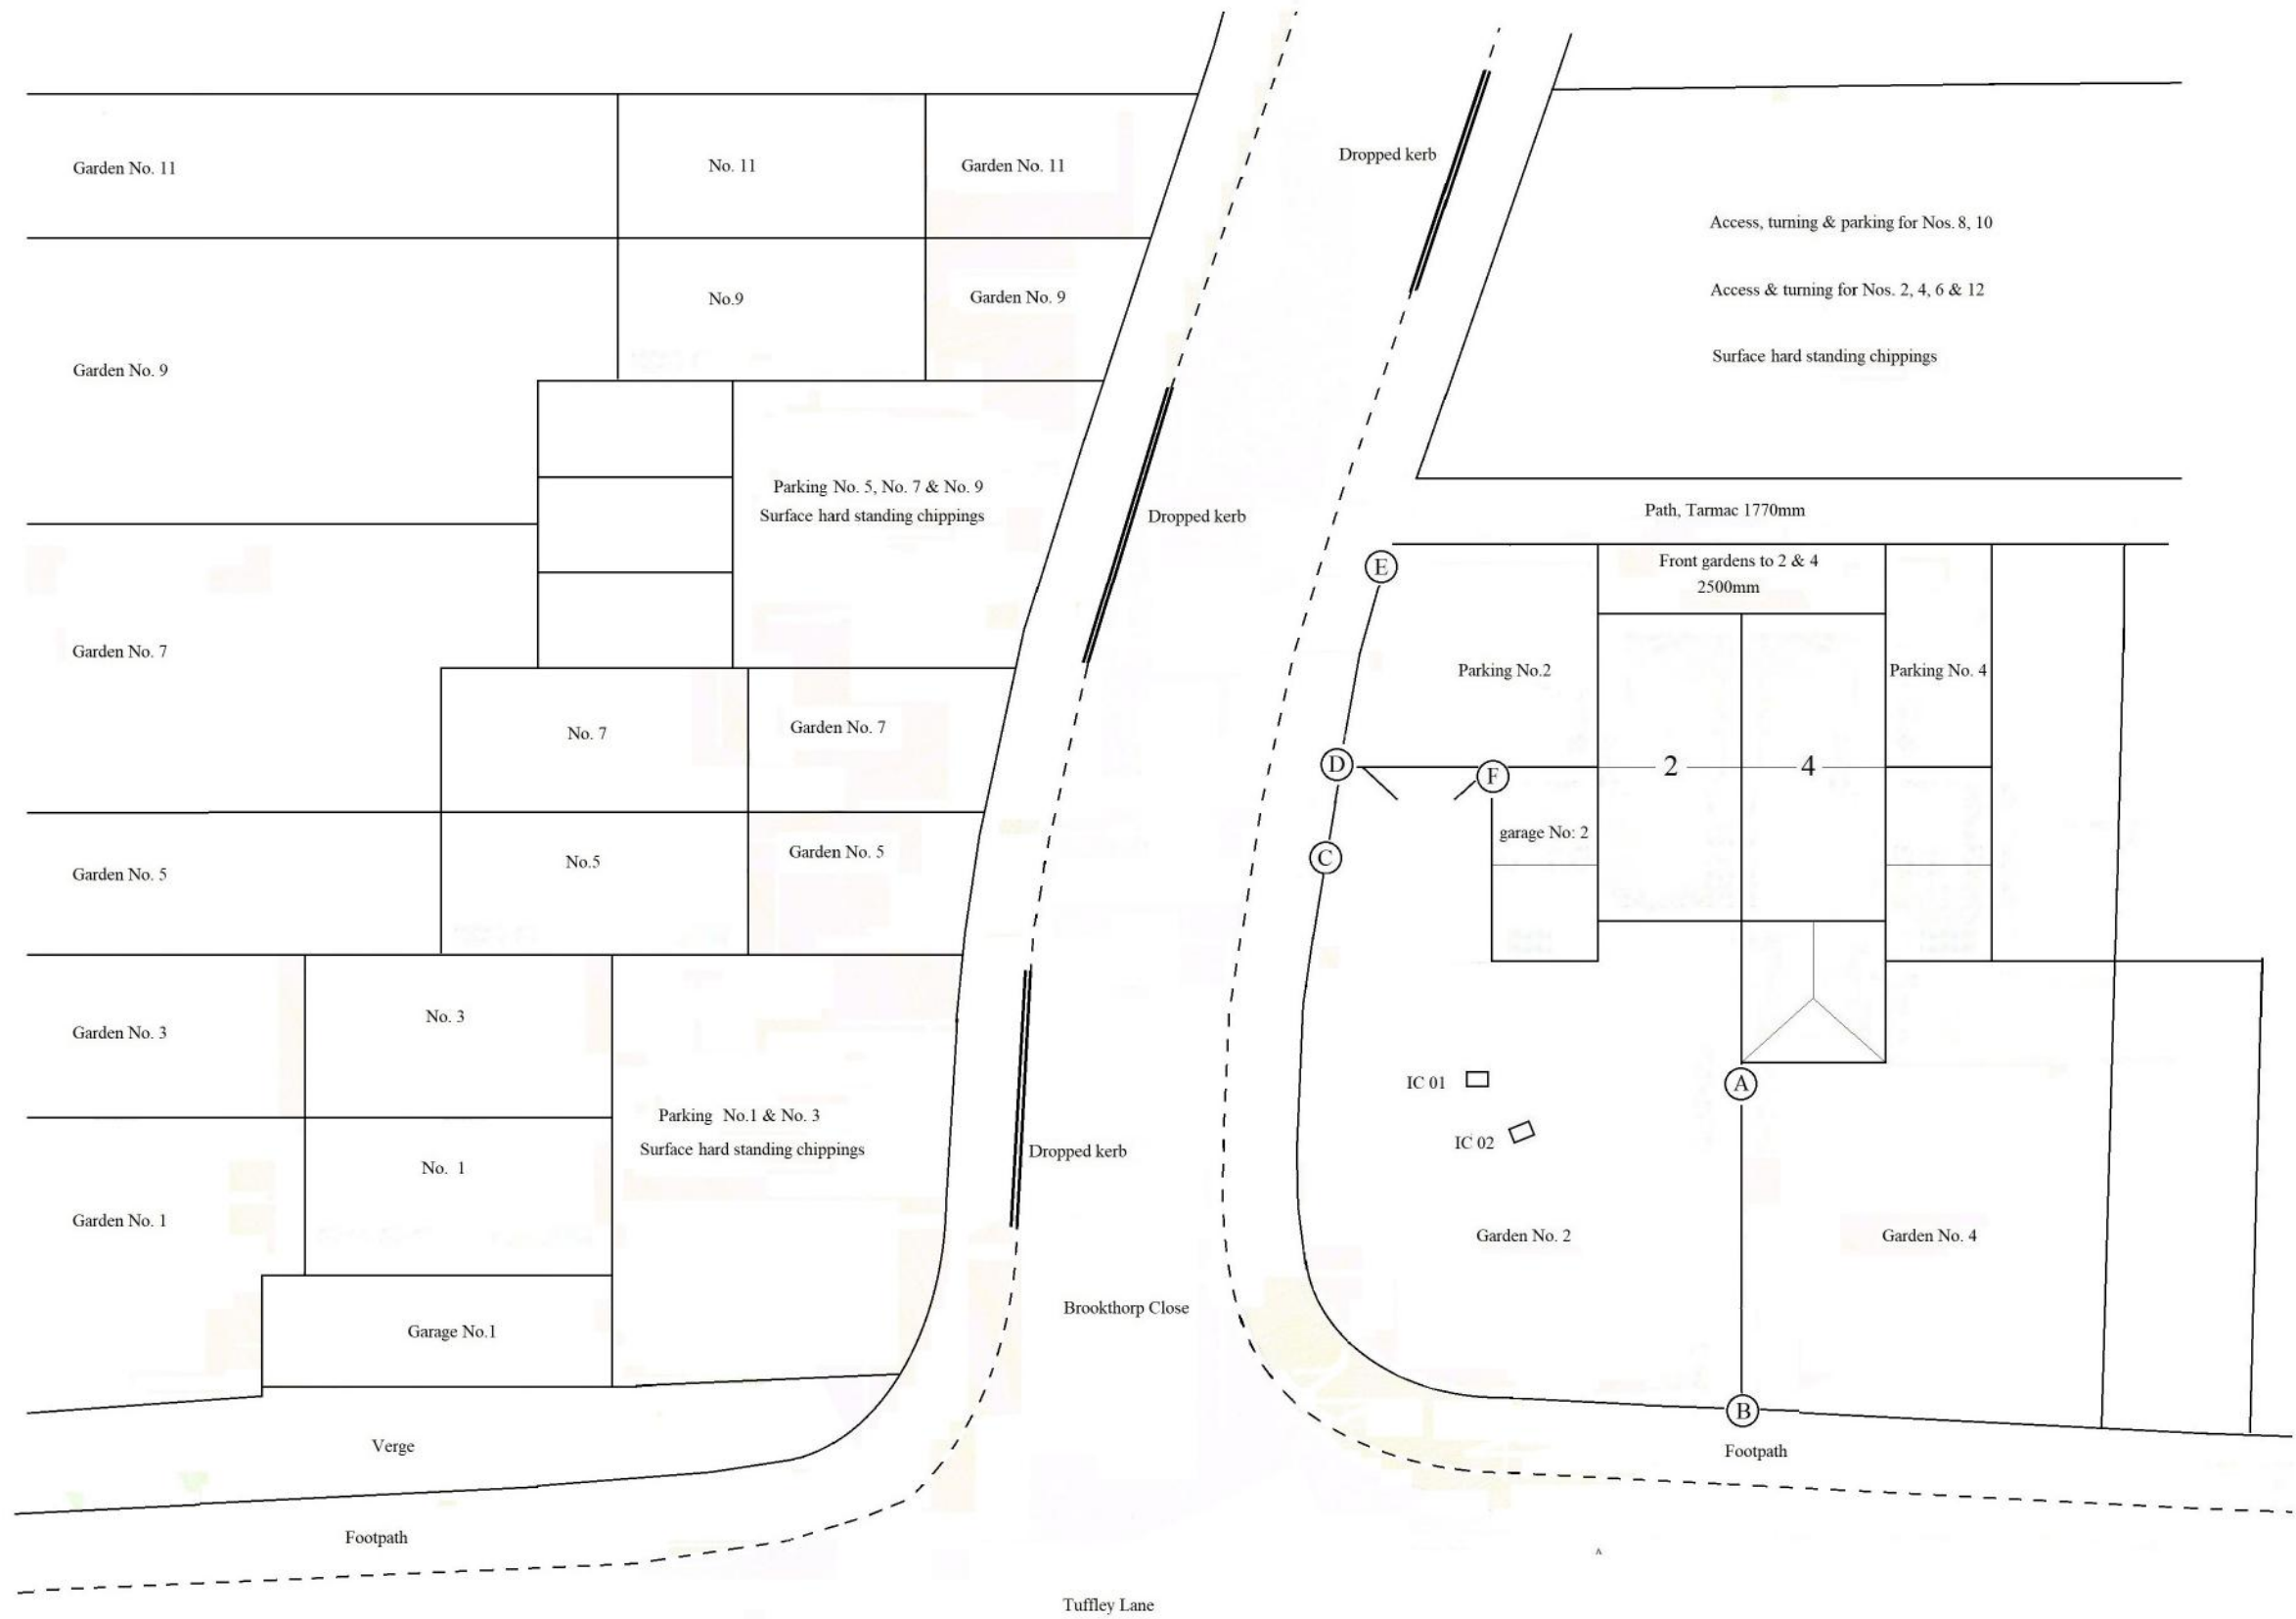 Dropped kerb
Garden No. 11
No. 11
Garden No. 11
Access, turning & parking for Nos. 8, 10
Access & turning for Nos. 2, 4, 6 & 12
Surface hard standing chippings
No.9
Garden No. 9
Garden No. 9
Parking No. 5, No. 7 & No. 9
Surface hard standing chippings
Dropped kerb
Path, Tarmac 1770mm
E
Front gardens to 2 & 4
2500mm
Garden No. 7
Parking No.2
Parking No. 4
No. 7
Garden No. 7
D
F
2
4
garage No: 2
Garden No. 5
No.5
Garden No. 5
C
Garden No. 3
No. 3
IC 01
A
Parking No.1 & No. 3
Surface hard standing chippings
Dropped kerb
IC 02
No. 1
Garden No. 1
Garden No. 2
Garden No. 4
Brookthorp Close
Garage No.1
B
Verge
Footpath
Footpath
A
Tuffley Lane